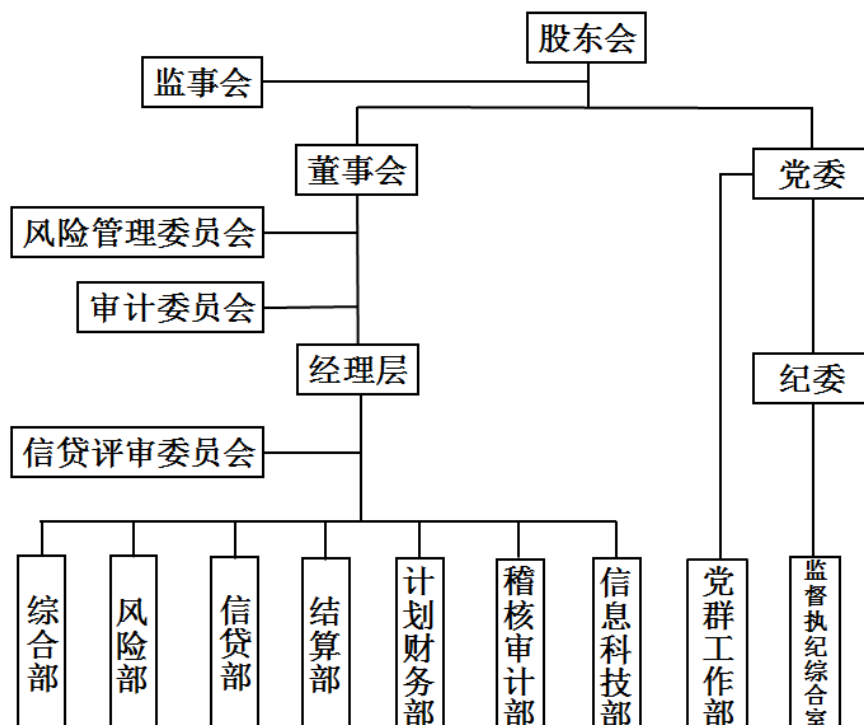 股东会
监事会
董事会
党委
风险管理委员会
审计委员会
经理层
纪委
信贷评审委员会
综合部
风险部
信贷部
结算部
计划财务部
稽核审计部
信息科技部
党群工作部
监督执纪综合室